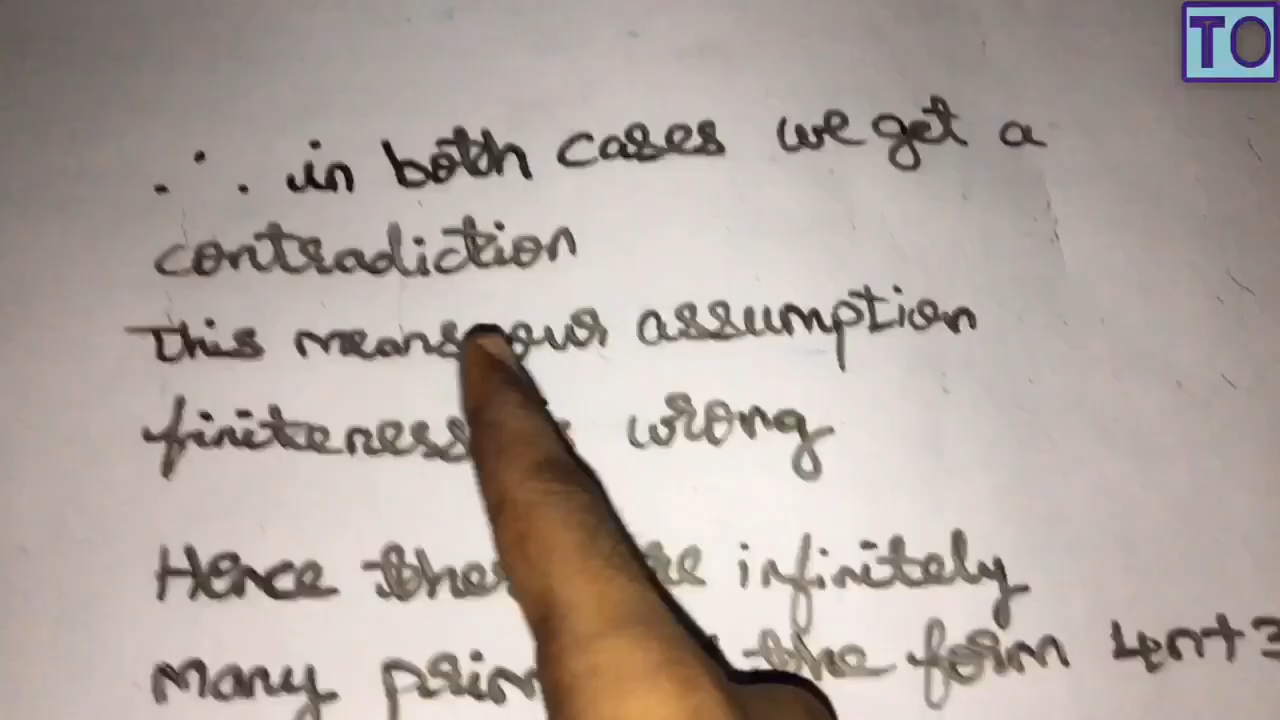 TO
∴ in both cases we get a
contradiction
This means our assumption
finiteness wrong
Hence infinitely
Many the form 4n+3